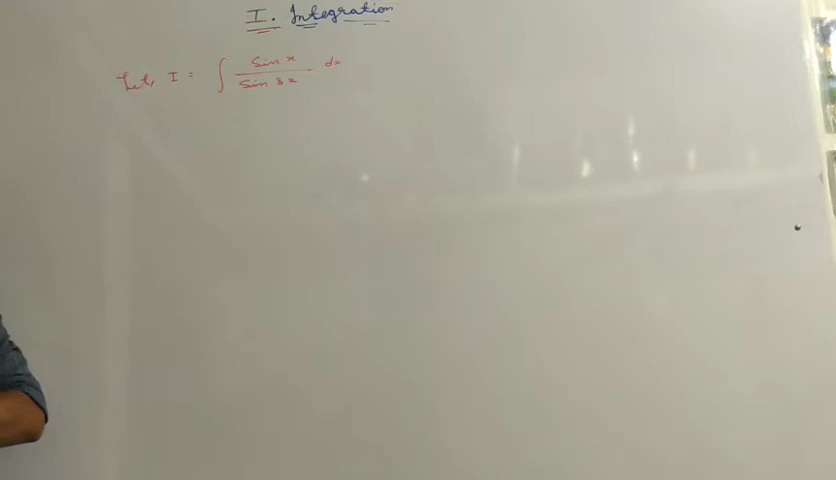 I. Integration
Let, I = ∫ Sin x / Sin 3x dx